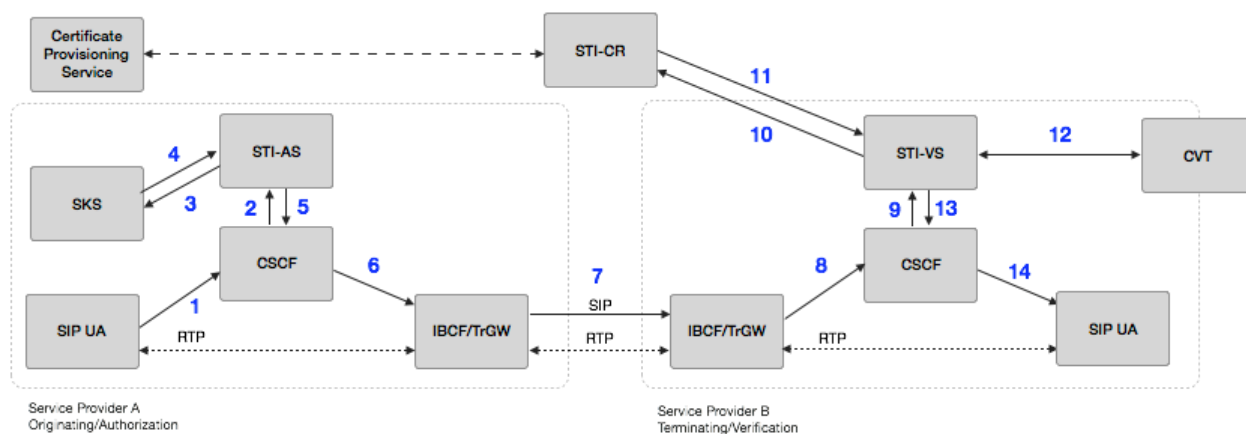 Certificate
Provisioning
Service
STI-CR
11
10
STI-AS
4
SKS
3
2
5
CSCF
6
1
SIP UA
RTP
IBCF/TrGW
7
SIP
RTP
STI-VS
12
CVT
9
13
8
CSCF
14
IBCF/TrGW
RTP
SIP UA
Service Provider A
Originating/Authorization
Service Provider B
Terminating/Verification